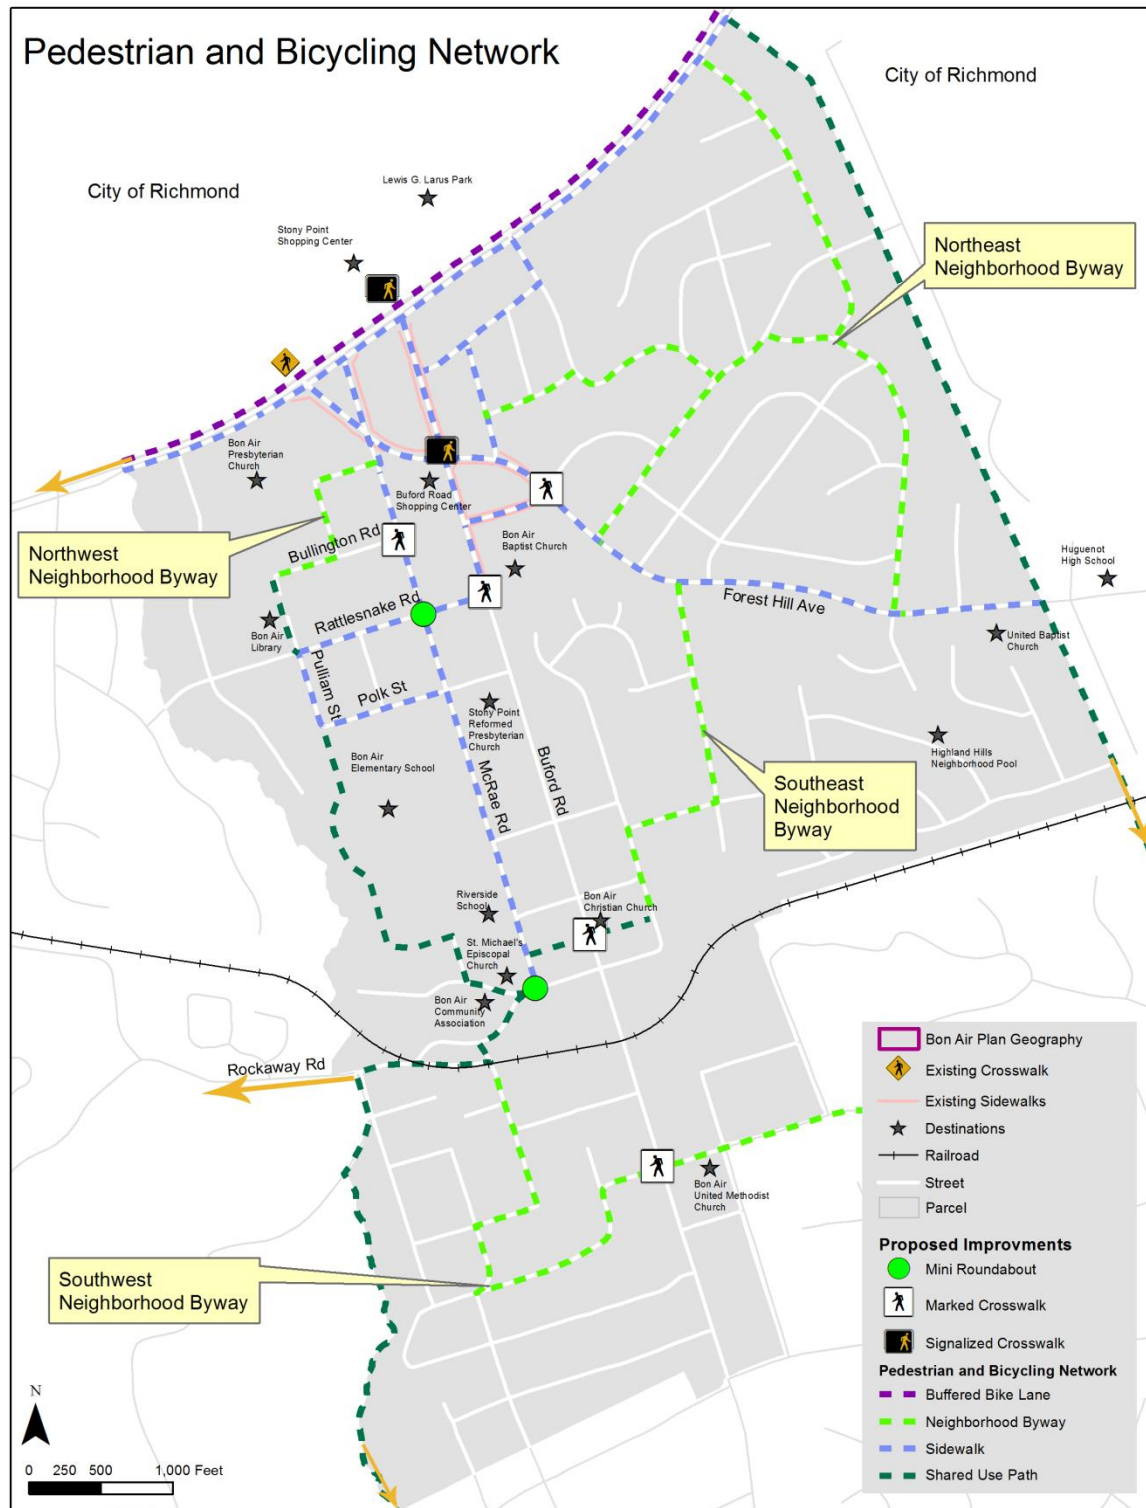 Pedestrian and Bicycling Network
City of Richmond
City of Richmond
Lewis G. Larus Park
Stony Point
Shopping Center
Northeast
Neighborhood Byway
Bon Air
Presbyterian
Church
Buford Road
Shopping Center
Northwest
Neighborhood Byway
Bullington Rd
Bon Air
Baptist Church
Huguenot
High School
Rattlesnake Rd
Forest Hill Ave
Bon Air
Library
United Baptist
Church
Pulliam St
Polk St
Stony Point
Reformed
Presbyterian
Church
Bon Air
Elementary School
McRae Rd
Buford Rd
Highland Hills
Neighborhood Pool
Southeast
Neighborhood
Byway
Riverside
School
Bon Air
Christian Church
St. Michael's
Episcopal
Church
Bon Air
Community
Association
Rockaway Rd
Bon Air
United Methodist
Church
Southwest
Neighborhood Byway
Bon Air Plan Geography
Existing Crosswalk
Existing Sidewalks
Destinations
Railroad
Street
Parcel
Proposed Improvments
Mini Roundabout
Marked Crosswalk
Signalized Crosswalk
Pedestrian and Bicycling Network
Buffered Bike Lane
Neighborhood Byway
Sidewalk
Shared Use Path
N
0 250 500 1,000 Feet